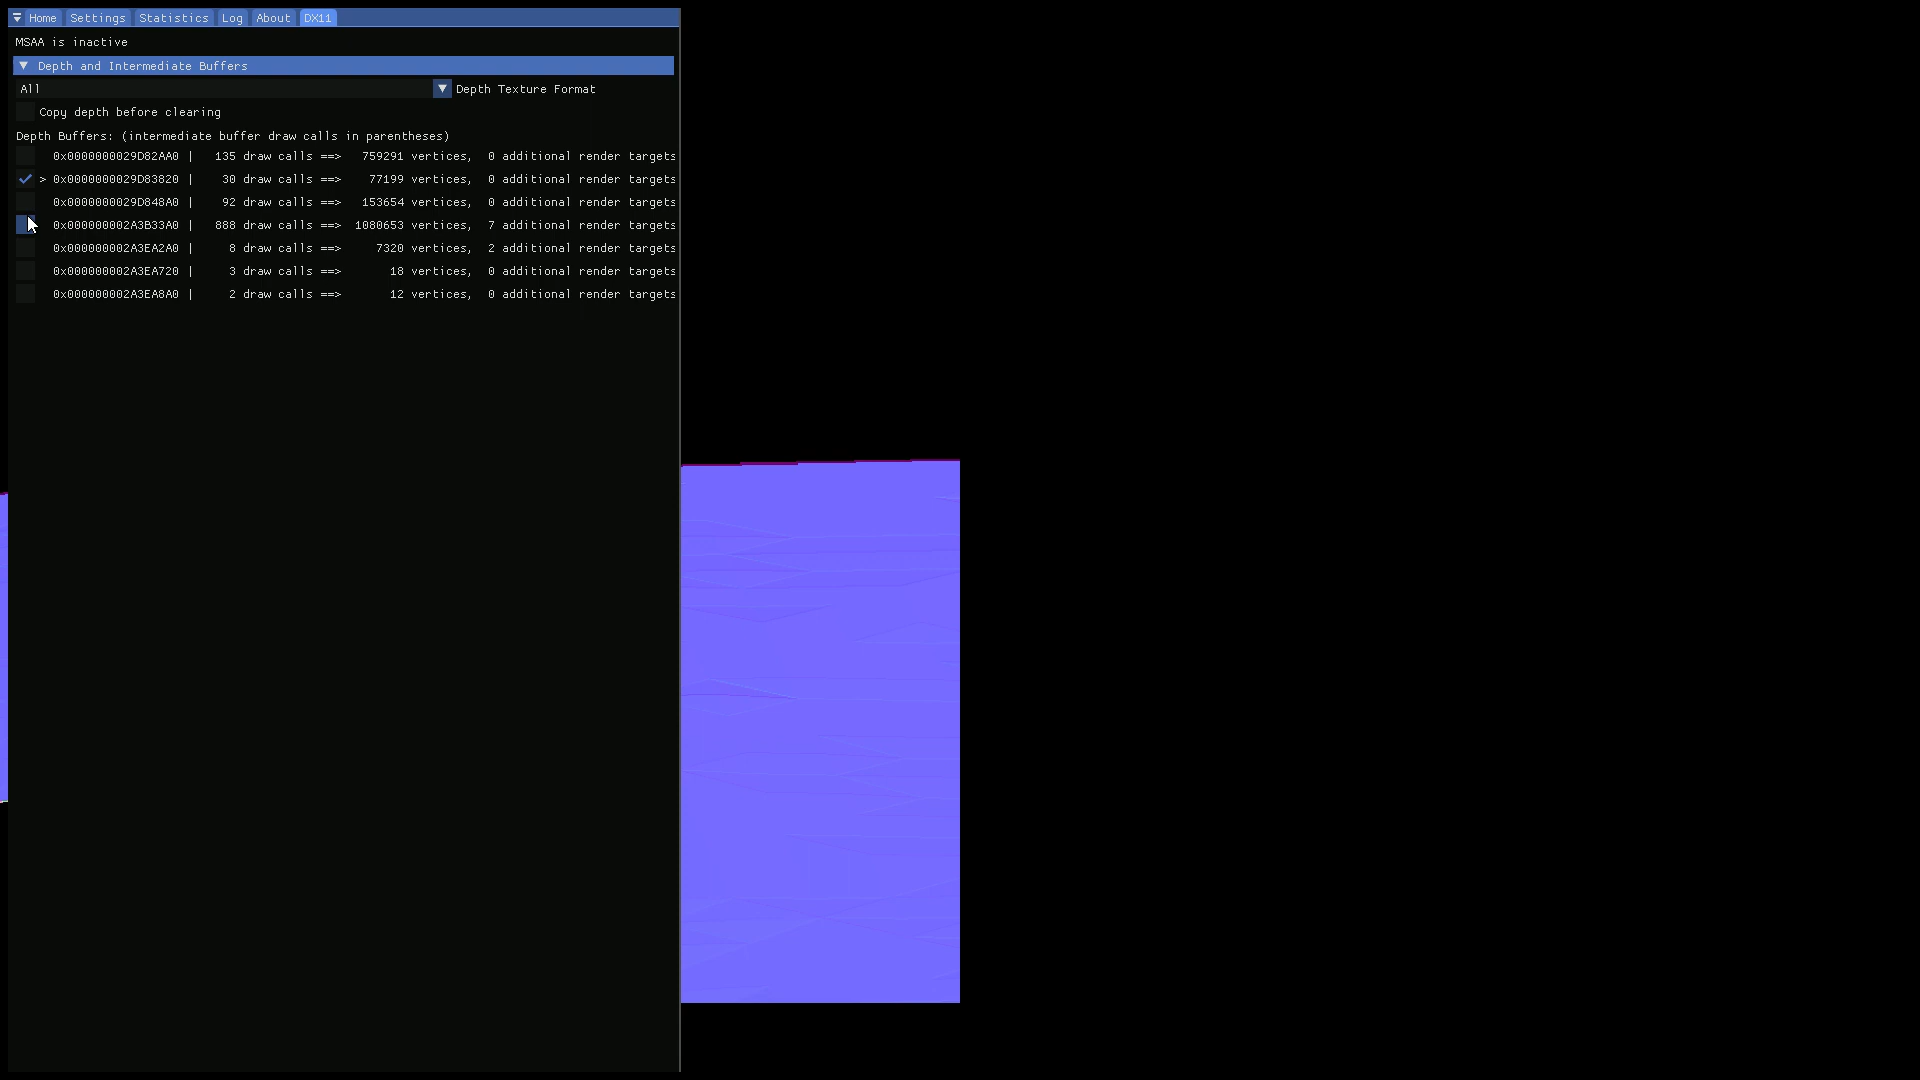 Home Settings Statistics Log About DX11
MSAA is inactive
Depth and Intermediate Buffers
All Depth Texture Format
Copy depth before clearing
Depth Buffers: (intermediate buffer draw calls in parentheses)
0x0000000029D82AA0 | 135 draw calls ==> 759291 vertices, 0 additional render targets
> 0x0000000029D83820 | 30 draw calls ==> 77199 vertices, 0 additional render targets
0x0000000029D848A0 | 92 draw calls ==> 153654 vertices, 0 additional render targets
0x000000002A3B33A0 | 888 draw calls ==> 1080653 vertices, 7 additional render targets
0x000000002A3EA2A0 | 8 draw calls ==> 7320 vertices, 2 additional render targets
0x000000002A3EA720 | 3 draw calls ==> 18 vertices, 0 additional render targets
0x000000002A3EA8A0 | 2 draw calls ==> 12 vertices, 0 additional render targets